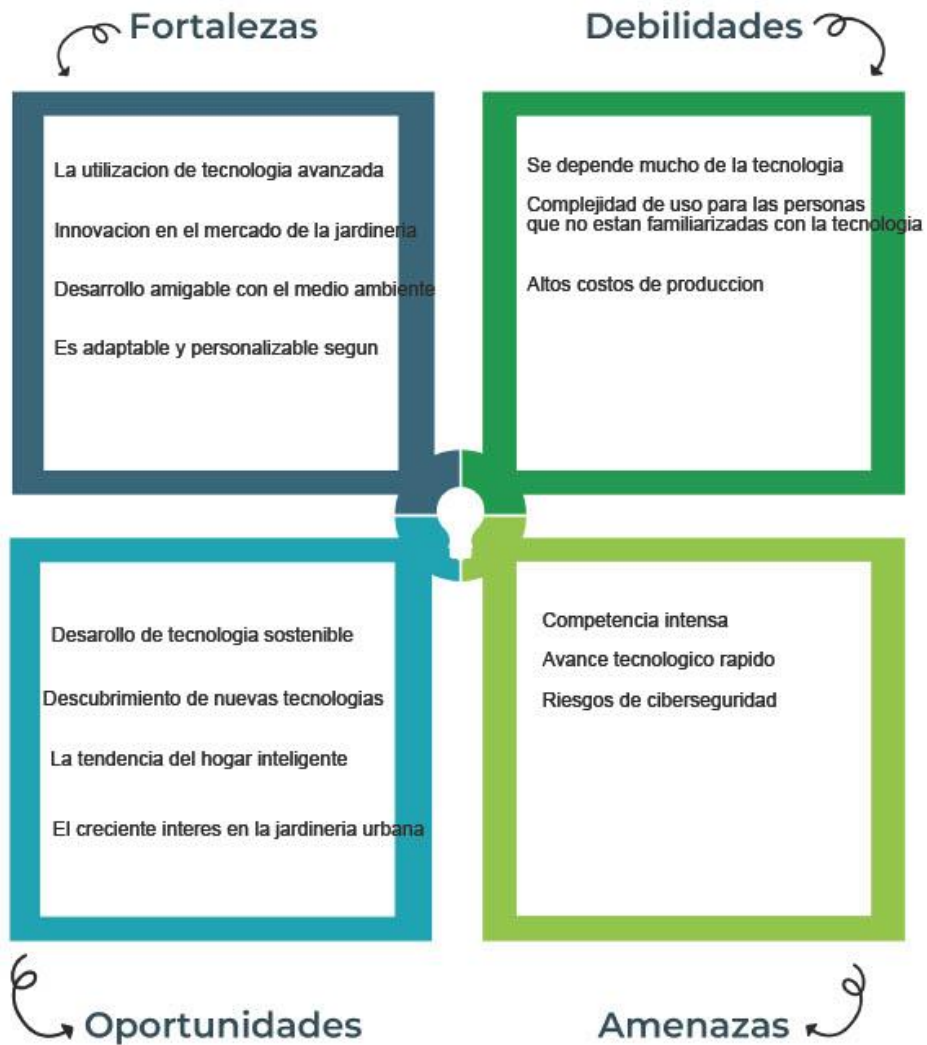 Fortalezas
La utilizacion de tecnologia avanzada
Innovacion en el mercado de la jardineria
Desarrollo amigable con el medio ambiente
Es adaptable y personalizable segun
Debilidades
Se depende mucho de la tecnologia
Complejidad de uso para las personas
que no estan familiarizadas con la tecnologia
Altos costos de produccion
Desarollo de tecnologia sostenible
Descubrimiento de nuevas tecnologias
La tendencia del hogar inteligente
El creciente interes en la jardineria urbana
Oportunidades
Competencia intensa
Avance tecnologico rapido
Riesgos de ciberseguridad
Amenazas